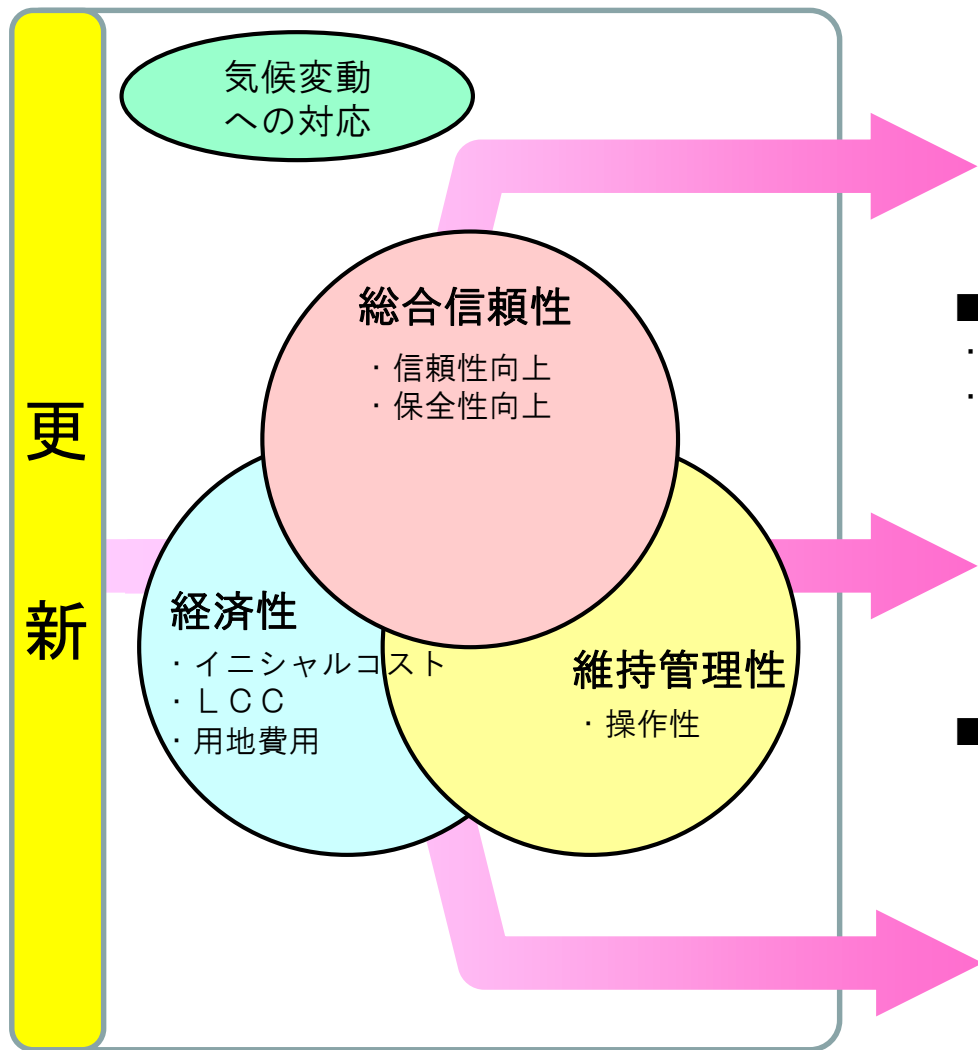 更新
気候変動
への対応
総合信頼性
・信頼性向上
・保全性向上
経済性
・イニシャルコスト
・ＬＣＣ
・用地費用
維持管理性
・操作性
■
・
・
■